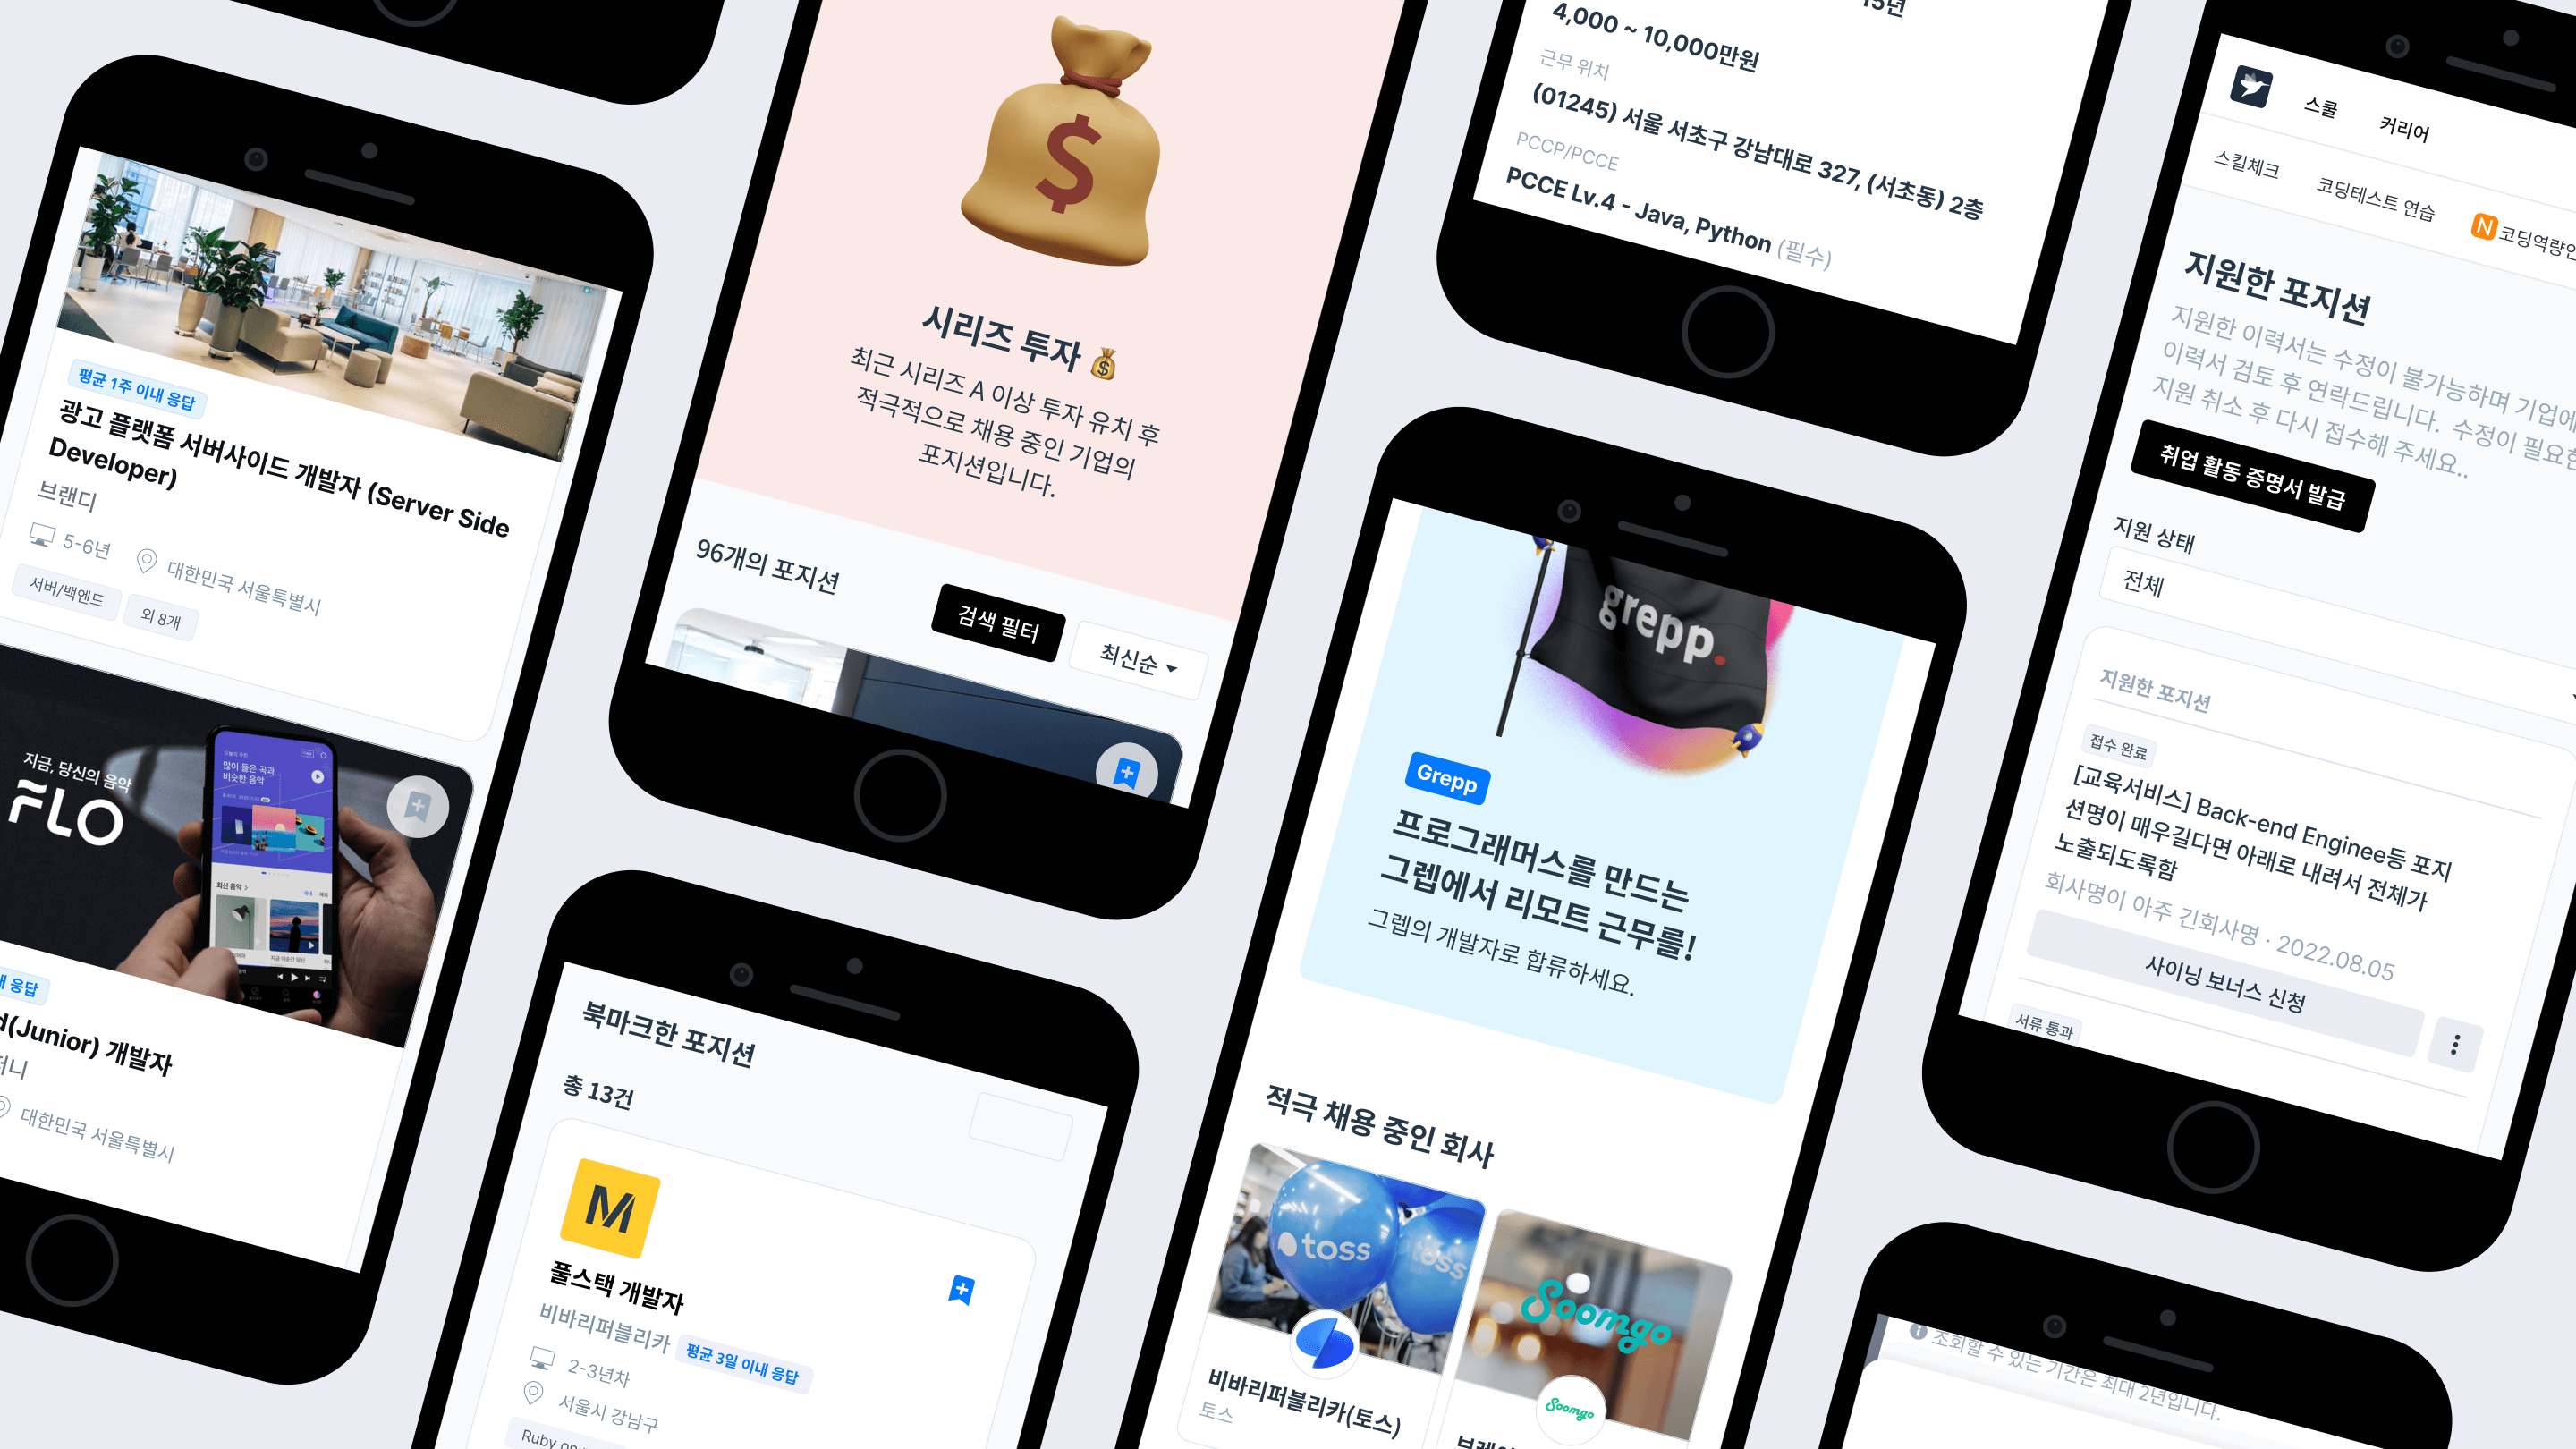 평균 1주 이내 응답
광고 플랫폼 서버사이드 개발자 (Server Side
Developer)
브랜디
5-6년
대한민국 서울특별시
서버/백엔드
외 8개
지금, 당신의 음악
FLO
많이 들은 곡과
비슷한 음악
최신 음악
응답
(Junior) 개발자
대한민국 서울특별시
$
시리즈 투자
최근 시리즈 A 이상 투자 유치 후
적극적으로 채용 중인 기업의
포지션입니다.
96개의 포지션
검색 필터
최신순
북마크한 포지션
총 13건
M
풀스택 개발자
비바리퍼블리카
평균 3일 이내 응답
2-3년차
서울시 강남구
Ruby on
15년
4,000 ~ 10,000만원
근무 위치
(01245) 서울 서초구 강남대로 327, (서초동) 2층
PCCP/PCCE
PCCE Lv.4 - Java, Python (필수)
grepp.
Grepp
프로그래머스를 만드는
그렙에서 리모트 근무를!
그렙의 개발자로 합류하세요.
적극 채용 중인 회사
toss
toss
비바리퍼블리카(토스)
토스
Soomgo
Soomgo
스쿨
커리어
스킬체크
코딩테스트 연습
N
코딩역량인
지원한 포지션
지원한 이력서는 수정이 불가능하며 기업에
이력서 검토 후 연락드립니다. 수정이 필요한
지원 취소 후 다시 접수해 주세요..
취업 활동 증명서 발급
지원 상태
전체
지원한 포지션
접수 완료
[교육서비스] Back-end Enginee등 포지
션명이 매우길다면 아래로 내려서 전체가
노출되도록함
회사명이 아주 긴회사명 · 2022.08.05
사이닝 보너스 신청
서류 통과
조회할 수 있는 기간은 최대 2년입니다.